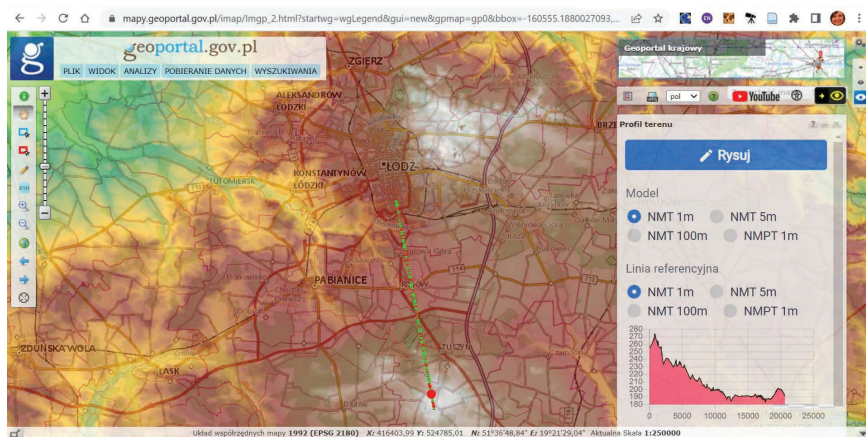 mapy.geoportal.gov.pl/imap/Imgp_2.html?startwg=wgLegend&gui=new&gpmap=gp0&bbox=-160555.1880027093,...
geoportal.gov.pl
PLIK WIDOK ANALIZY POBIERANIE DANYCH WYSZUKIWANIA
Geoportal krajowy
pol
YouTube
ZGIERZ
ALEKSANDRÓW
ŁÓDZKI
BRZE
Profil terenu
Rysuj
ŁÓDŹ
KONSTANTYNÓW
ŁÓDZKI
LUTOMIERSK
Model
NMT 1m
NMT 5m
NMT 100m
NMPT 1m
PABIANICE
Linia referencyjna
NMT 1m
NMT 5m
NMT 100m
NMPT 1m
ZDUŃSKA WOLA
ŁASK
TUSZYN
280
270
260
250
240
230
220
210
200
190
180
0 5000 10000 15000 20000 25000
Układ współrzędnych mapy 1992 (EPSG 2180) X: 416403,99 Y: 524785,01 N: 51°36'48,84" E: 19°21'29,04" Aktualna Skala 1:250000